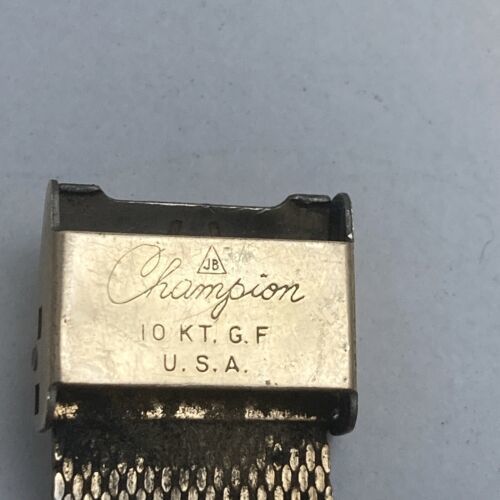 JB
Champion
10 KT. G. F
U. S. A.